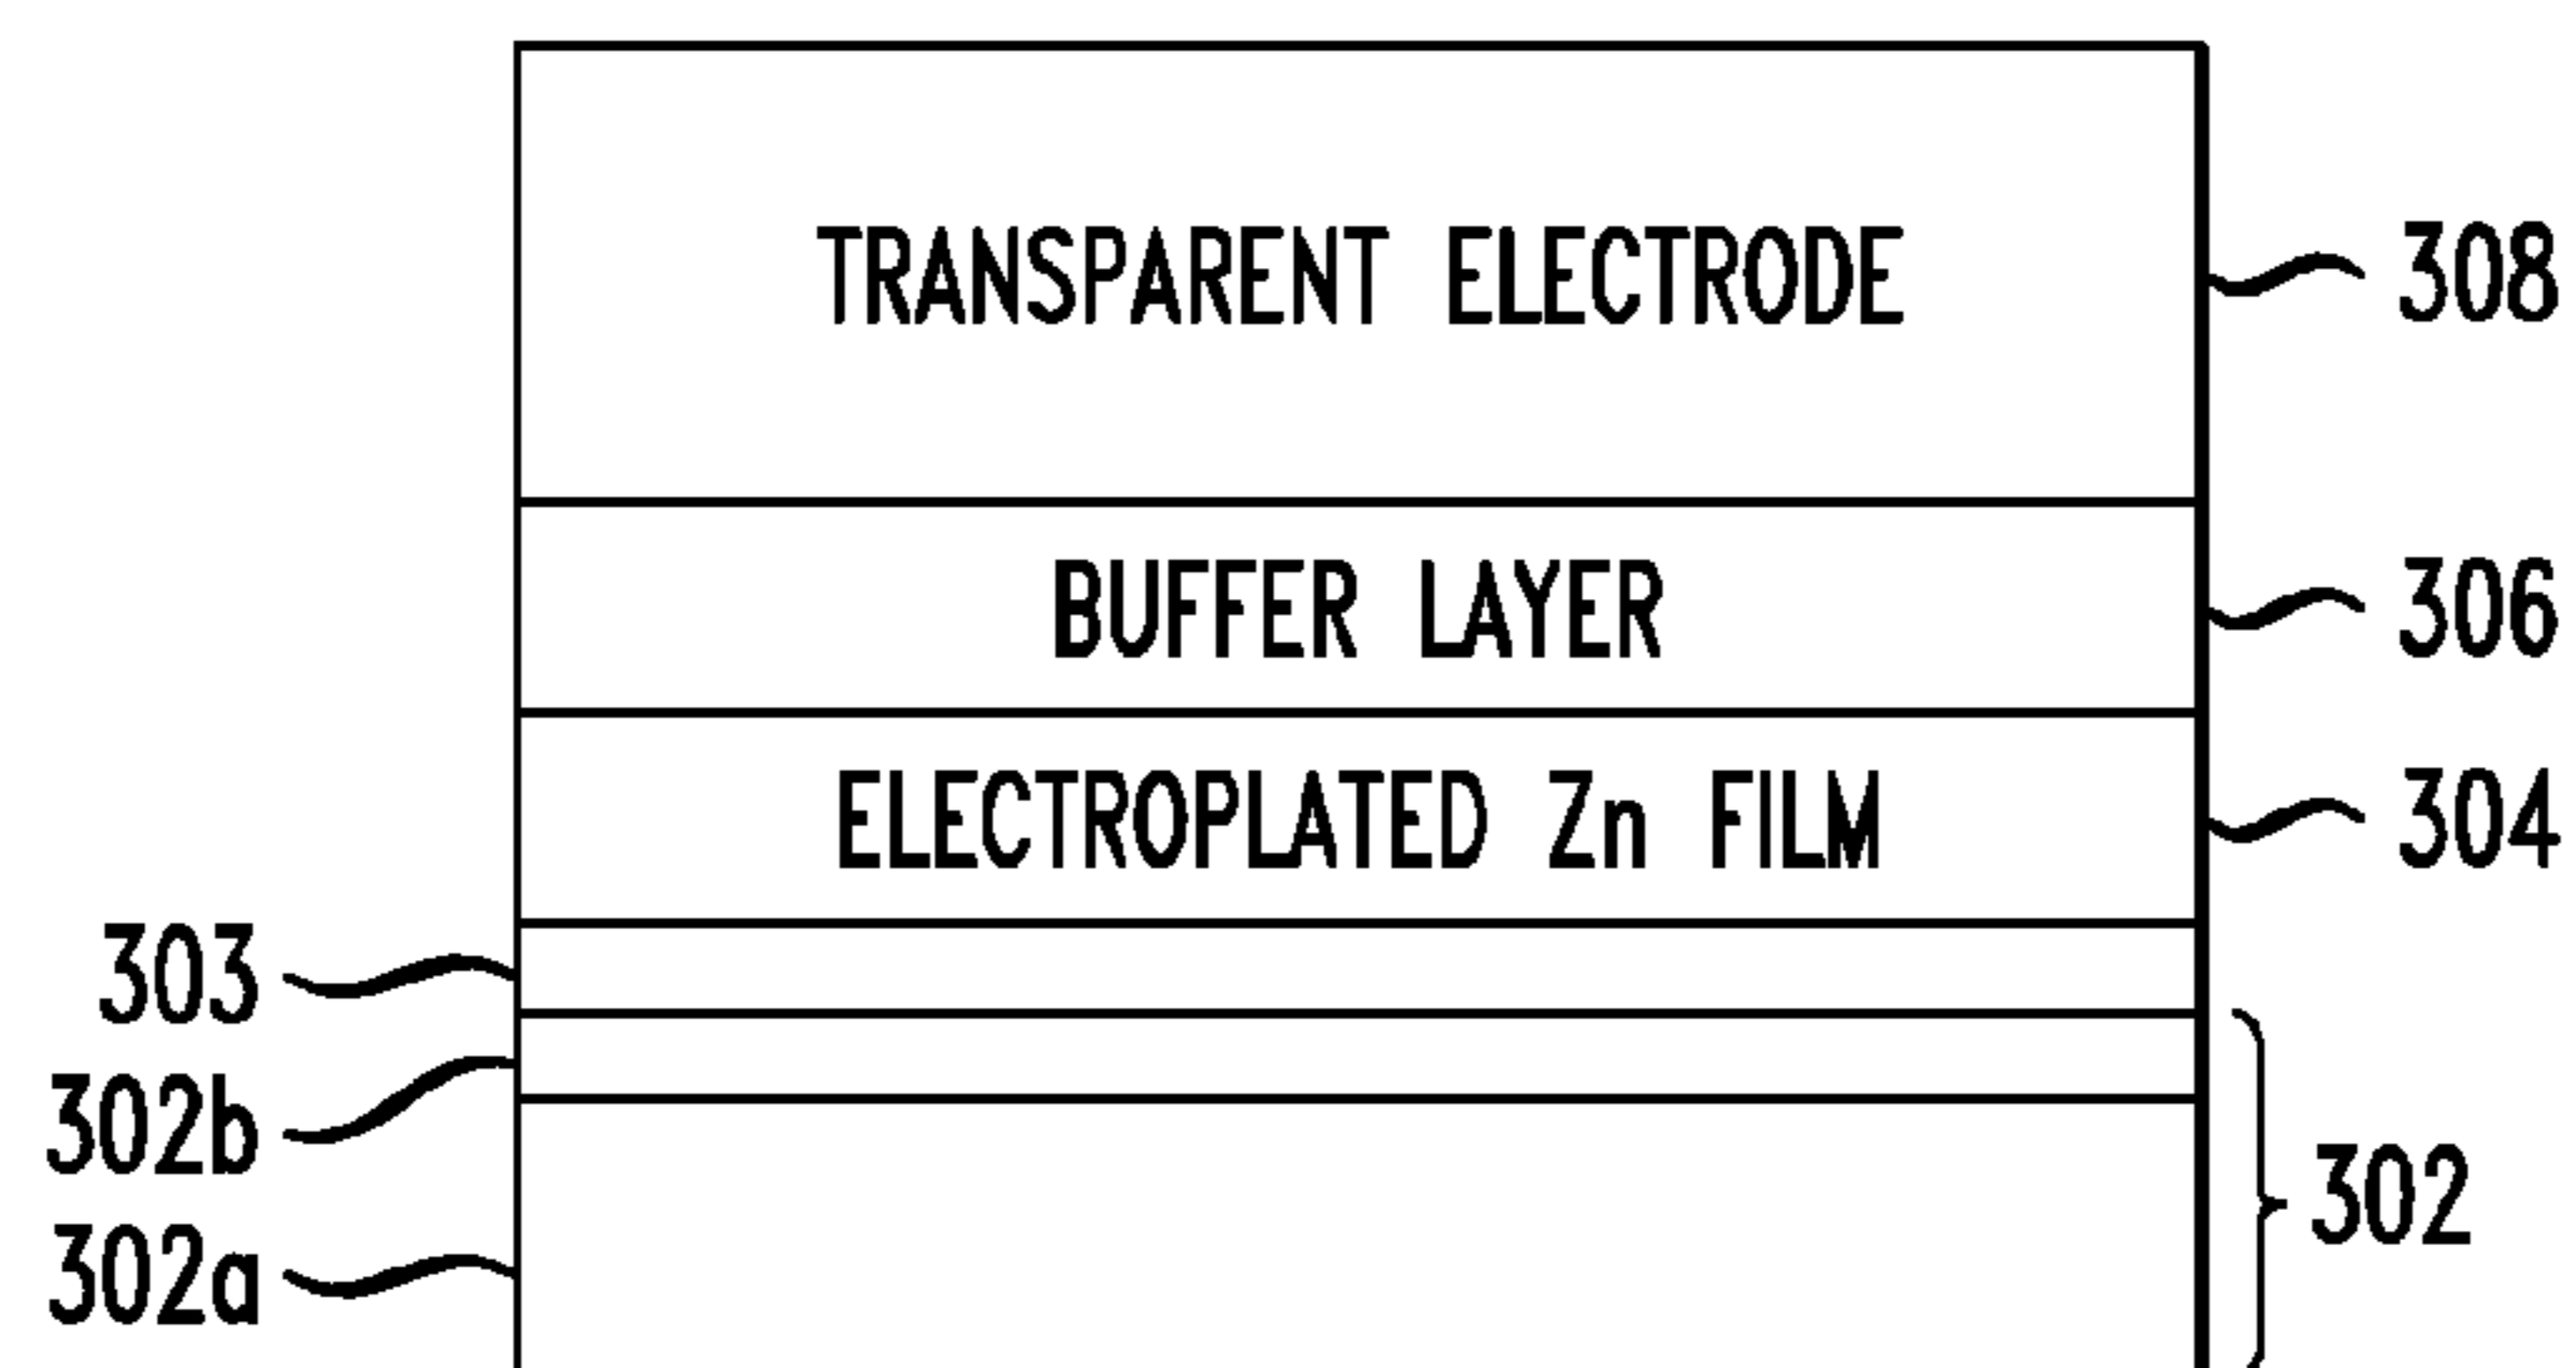 TRANSPARENT ELECTRODE 308
BUFFER LAYER 306
ELECTROPLATED Zn FILM 304
303
302b
302
302a